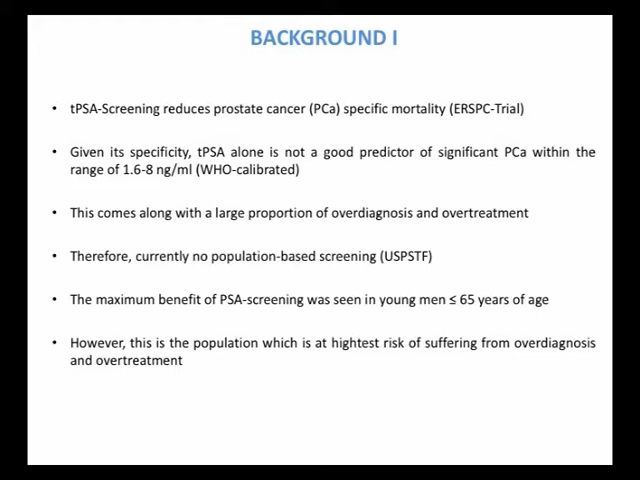 BACKGROUND I
• tPSA-Screening reduces prostate cancer (PCa) specific mortality (ERSPC-Trial)
• Given its specificity, tPSA alone is not a good predictor of significant PCa within the
range of 1.6-8 ng/ml (WHO-calibrated)
• This comes along with a large proportion of overdiagnosis and overtreatment
• Therefore, currently no population-based screening (USPSTF)
• The maximum benefit of PSA-screening was seen in young men ≤ 65 years of age
• However, this is the population which is at hightest risk of suffering from overdiagnosis
and overtreatment